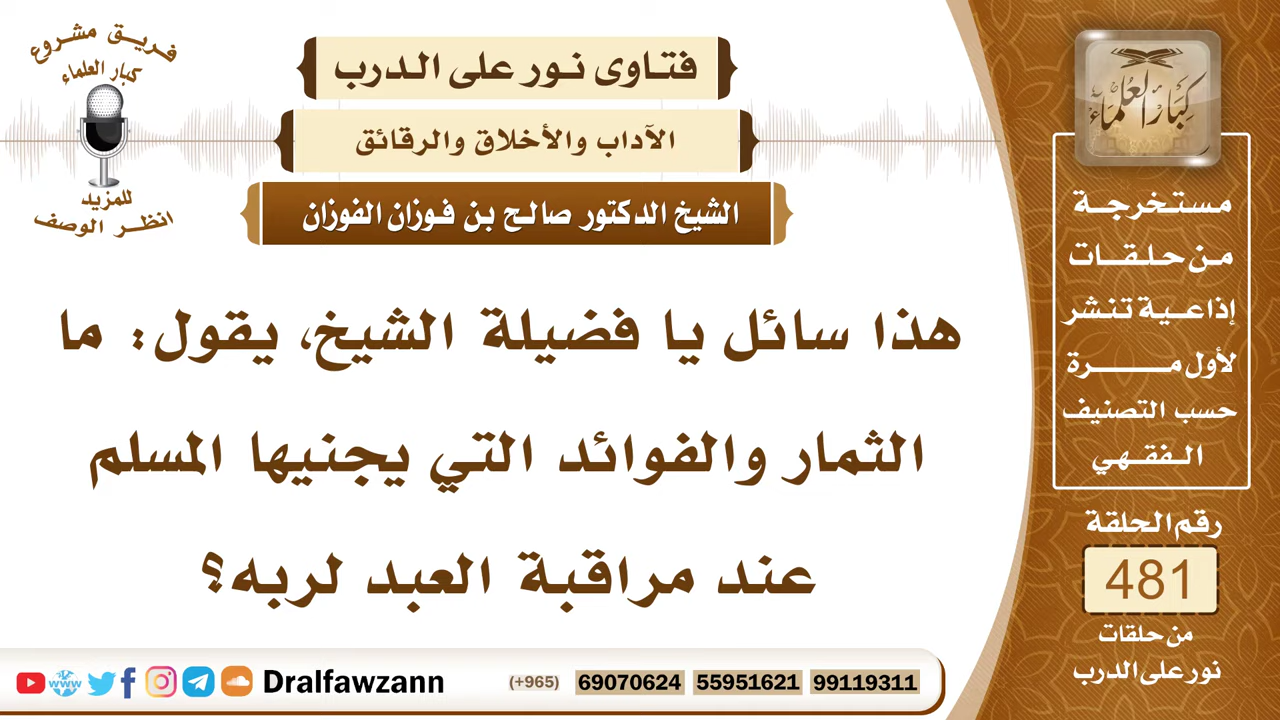 فريق مشروع
كبار العلماء
للمزيد
انظر الوصف
فتاوى نور على الدرب
الآداب والأخلاق والرقائق
الشيخ الدكتور صالح بن فوزان الفوزان
هذا سائل يا فضيلة الشيخ، يقول: ما
الثمار والفوائد التي يجنيها المسلم
عند مراقبة العبد لربه؟
كبار العلماء
مستخرجة
من حلقات
إذاعية تنشر
لأول مرة
حسب التصنيف
الفقهي
رقم الحلقة
481
من حلقات
نور على الدرب
www Dralfawzann (+965) 69070624 55951621 99119311